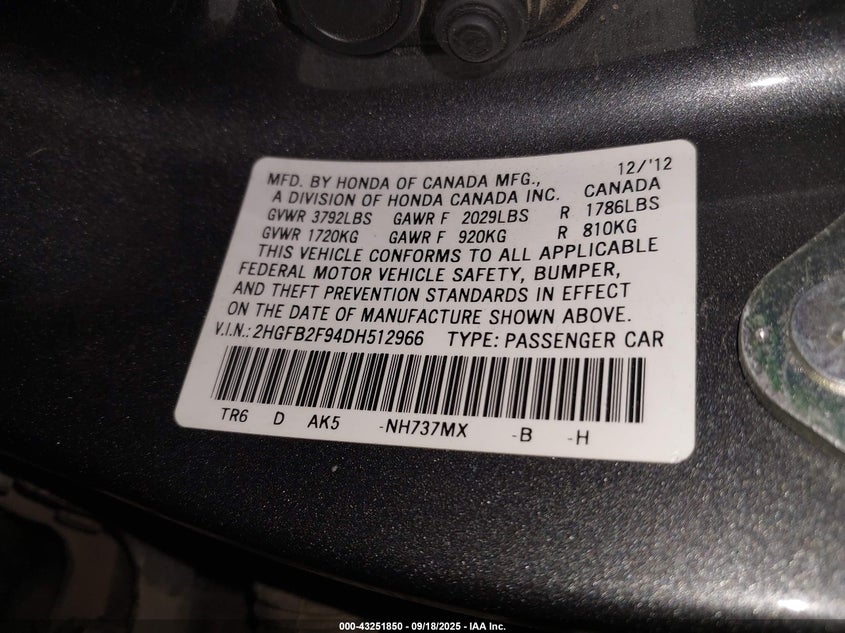 12/'12
MFD. BY HONDA OF CANADA MFG.,
A DIVISION OF HONDA CANADA INC. CANADA
GVWR 3792LBS GAWR F 2029LBS R 1786LBS
GVWR 1720KG GAWR F 920KG R 810KG
THIS VEHICLE CONFORMS TO ALL APPLICABLE
FEDERAL MOTOR VEHICLE SAFETY, BUMPER,
AND THEFT PREVENTION STANDARDS IN EFFECT
ON THE DATE OF MANUFACTURE SHOWN ABOVE.
V.I.N.: 2HGFB2F94DH512966 TYPE: PASSENGER CAR
TR6 D AK5 -NH737MX -B -H
000-43251850 - 09/18/2025 - IAA Inc.